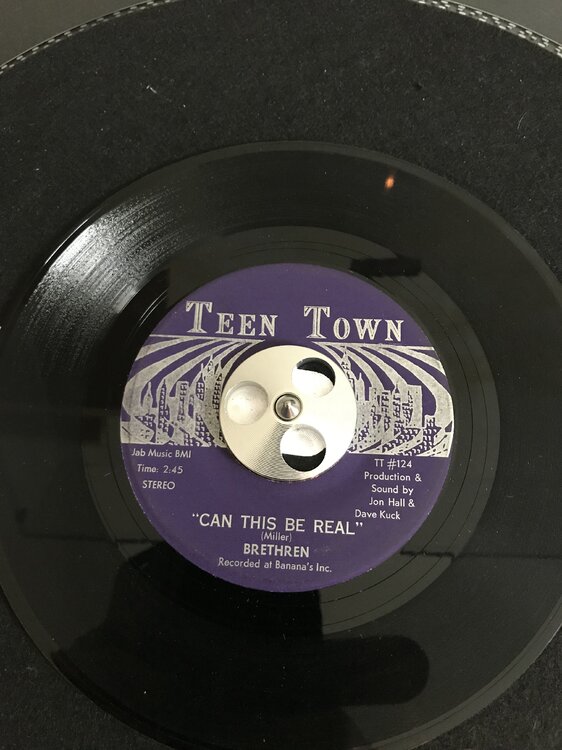 TEEN TOWN
Jab Music BMI
Time: 2:45
STEREO
TT #124
Production &
Sound by
Jon Hall &
Dave Kuck
"CAN THIS BE REAL"
(Miller)
BRETHREN
Recorded at Banana's Inc.